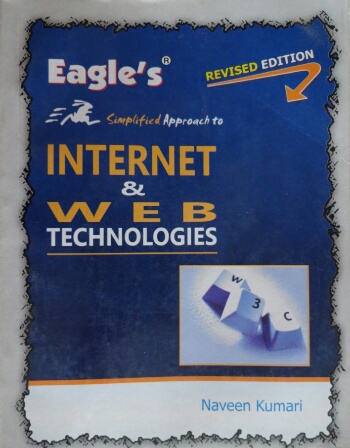 Eagle's®
REVISED EDITION
Simplified Approach to
INTERNET
&
WEB
TECHNOLOGIES
W
3
C
Naveen Kumari